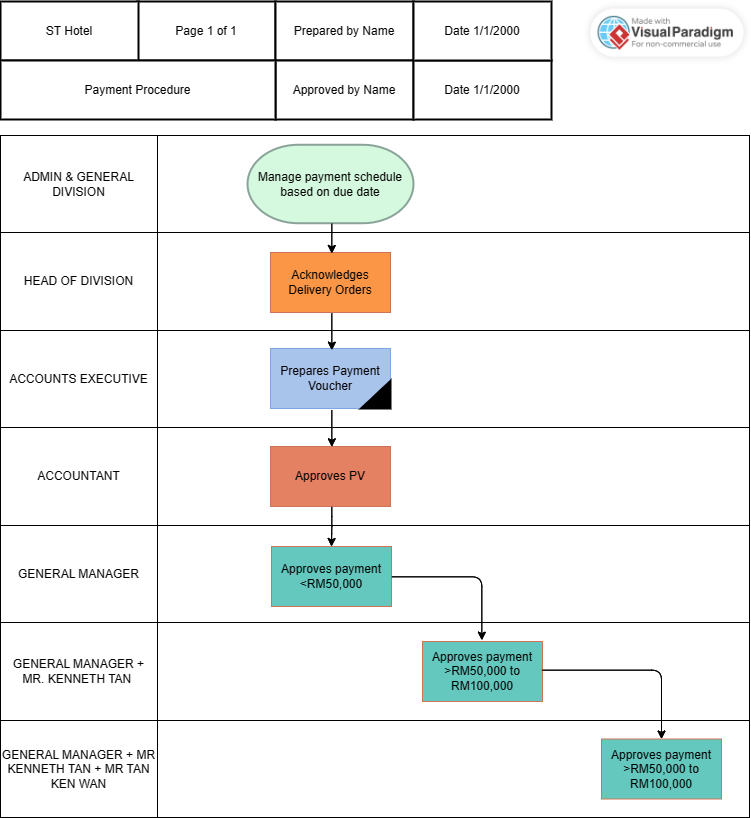 ST Hotel
Page 1 of 1
Prepared by Name
Date 1/1/2000
Made with
Visual Paradigm
For non-commercial use
Payment Procedure
Approved by Name
Date 1/1/2000
ADMIN & GENERAL
DIVISION
Manage payment schedule
based on due date
HEAD OF DIVISION
Acknowledges
Delivery Orders
ACCOUNTS EXECUTIVE
Prepares Payment
Voucher
ACCOUNTANT
Approves PV
GENERAL MANAGER
Approves payment
<RM50,000
GENERAL MANAGER +
MR. KENNETH TAN
Approves payment
>RM50,000 to
RM100,000
GENERAL MANAGER + MR
KENNETH TAN + MR TAN
KEN WAN
Approves payment
>RM50,000 to
RM100,000